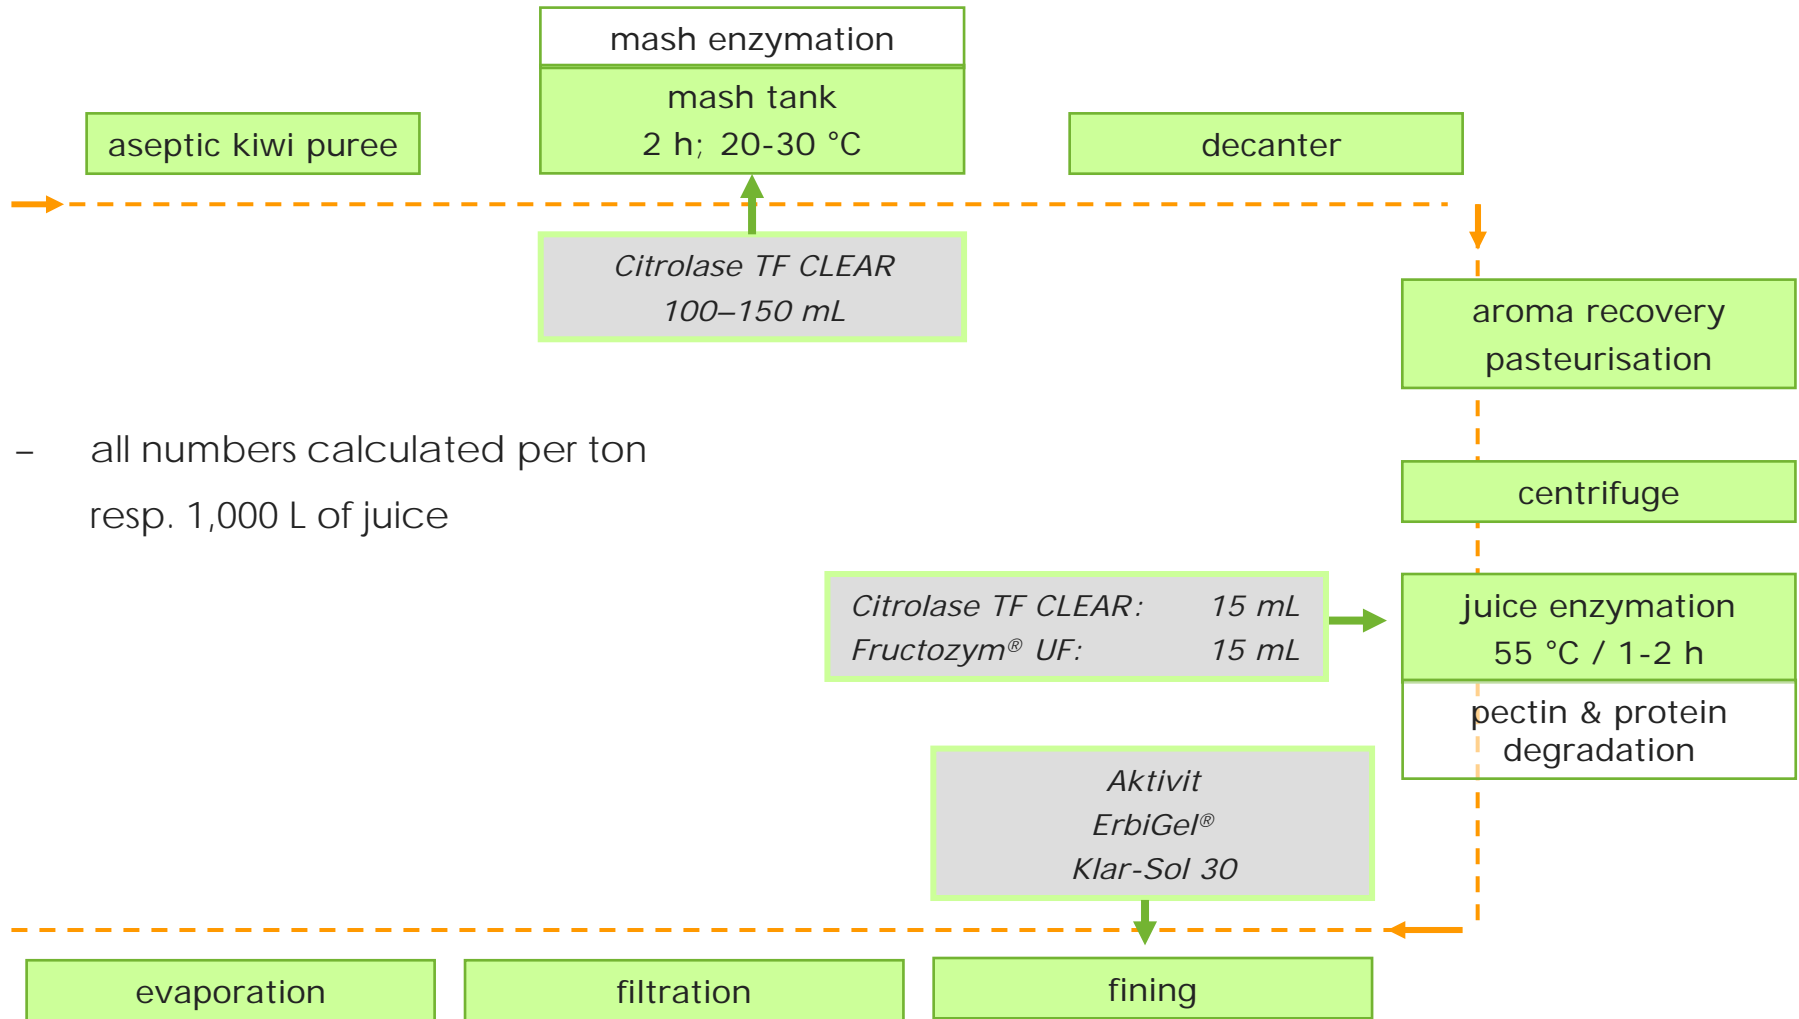 mash enzymation
mash tank
2 h; 20-30 °C
aseptic kiwi puree
decanter
Citrolase TF CLEAR
100–150 mL
aroma recovery
pasteurisation
– all numbers calculated per ton
resp. 1,000 L of juice
centrifuge
Citrolase TF CLEAR: 15 mL
Fructozym® UF: 15 mL
juice enzymation
55 °C / 1-2 h
pectin & protein
degradation
Aktivit
ErbiGel®
Klar-Sol 30
evaporation
filtration
fining